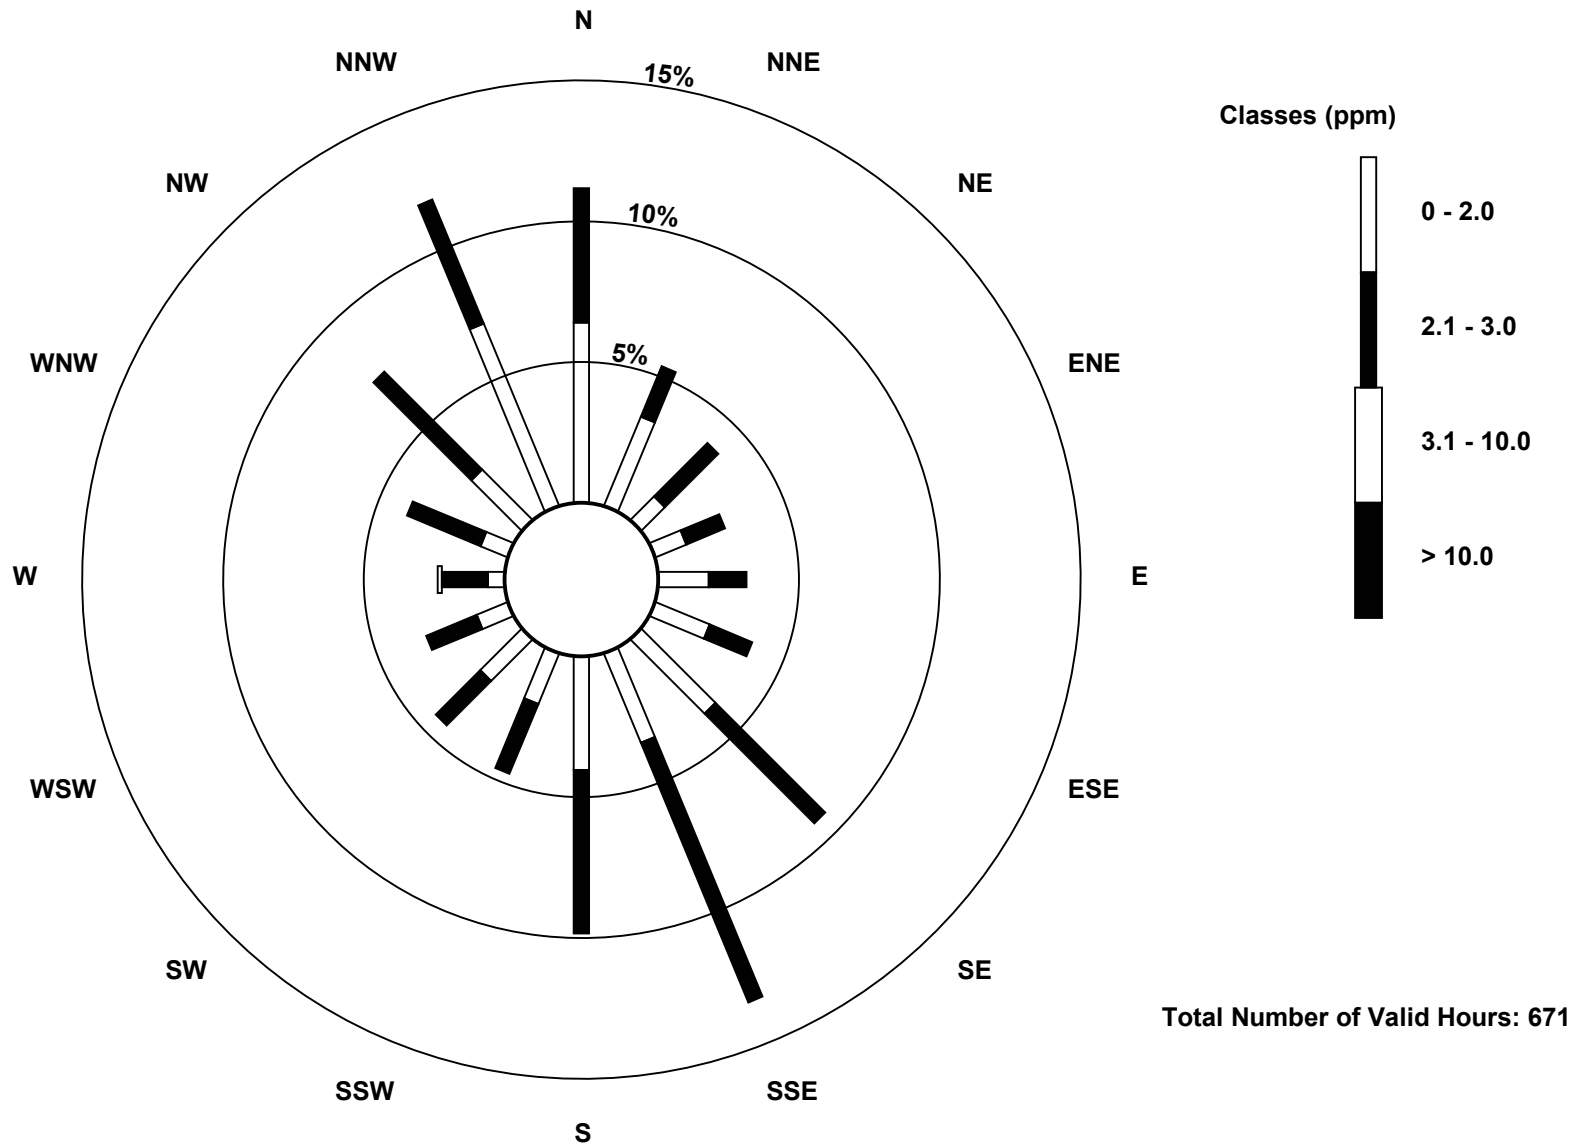 N
NNW
NNE
15%
Classes (ppm)
NW
NE
0 - 2.0
10%
2.1 - 3.0
5%
WNW
ENE
3.1 - 10.0
> 10.0
W
E
WSW
ESE
SW
SE
Total Number of Valid Hours: 671
SSW
SSE
S